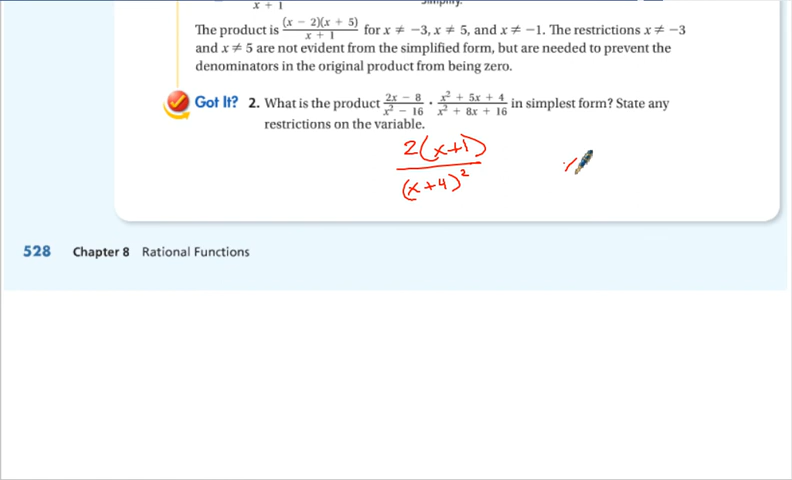 x + 1
The product is (x − 2)(x + 5) / x + 1 for x ≠ −3, x ≠ 5, and x ≠ −1. The restrictions x ≠ −3
and x ≠ 5 are not evident from the simplified form, but are needed to prevent the
denominators in the original product from being zero.
Got It? 2. What is the product 2x − 8 / x² − 16 · x² + 5x + 4 / x² + 8x + 16 in simplest form? State any
restrictions on the variable.
2(x+1)
(x+4)²
528 Chapter 8 Rational Functions